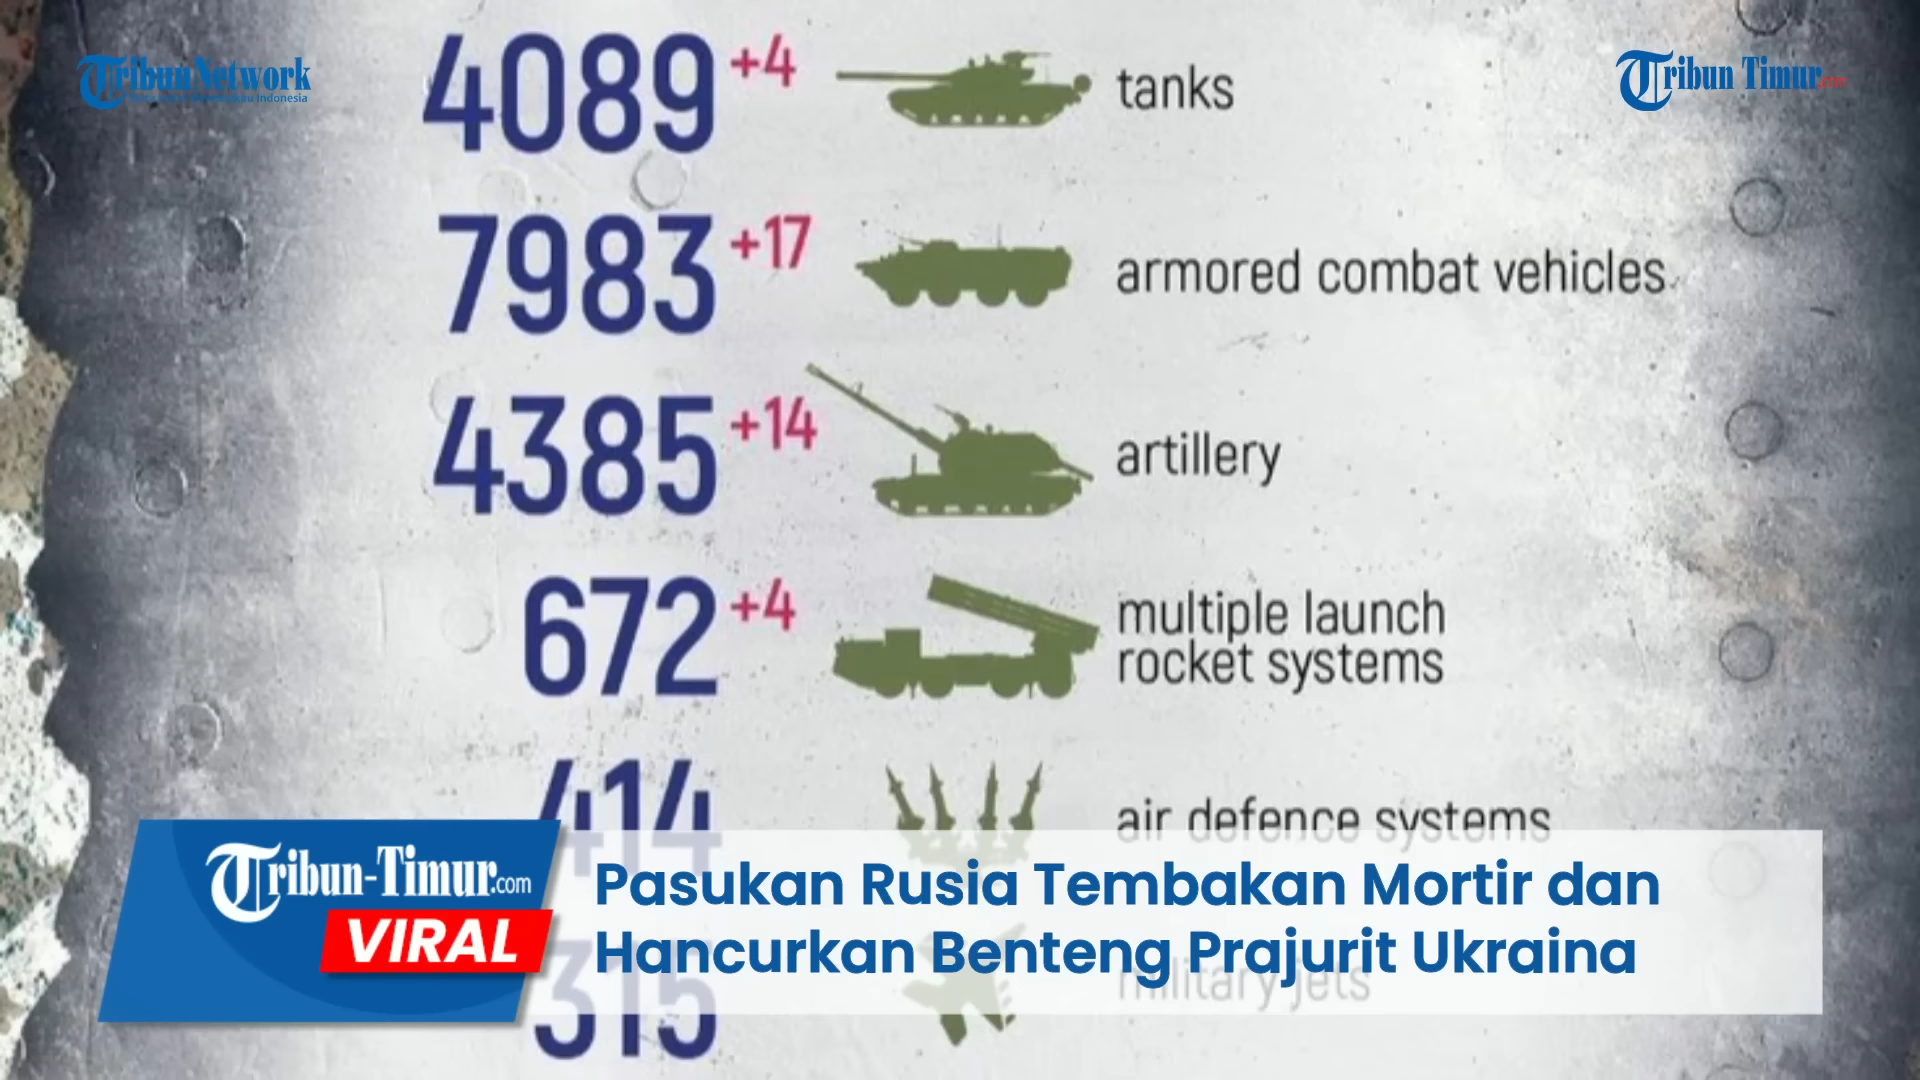 Tribun Network
Tribun Timur.com
4089 +4 tanks
7983 +17 armored combat vehicles
4385 +14 artillery
672 +4 multiple launch
rocket systems
414 air defence systems
Tribun-Timur.com
VIRAL
Pasukan Rusia Tembakan Mortir dan
Hancurkan Benteng Prajurit Ukraina
315 military jets